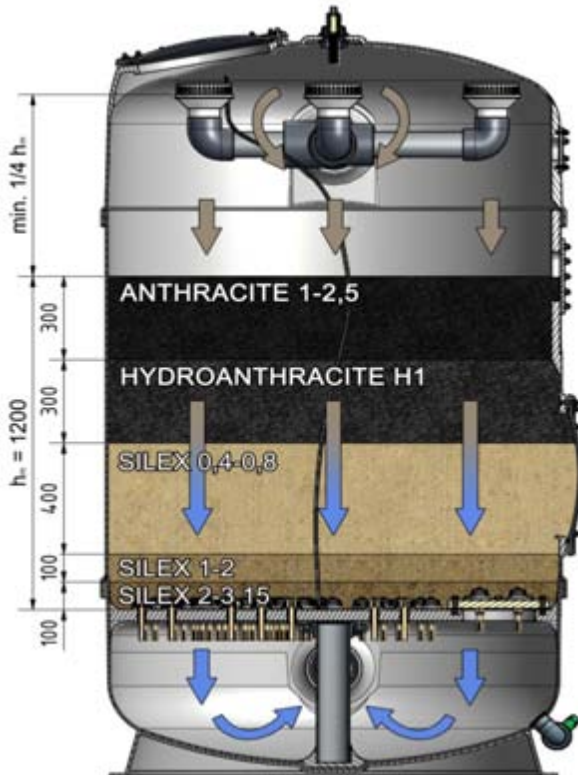 min. 1/4 hₘ
hₘ = 1200
300
300
400
100
100
ANTHRACITE 1-2,5
HYDROANTHRACITE H1
SILEX 0,4-0,8
SILEX 1-2
SILEX 2-3,15